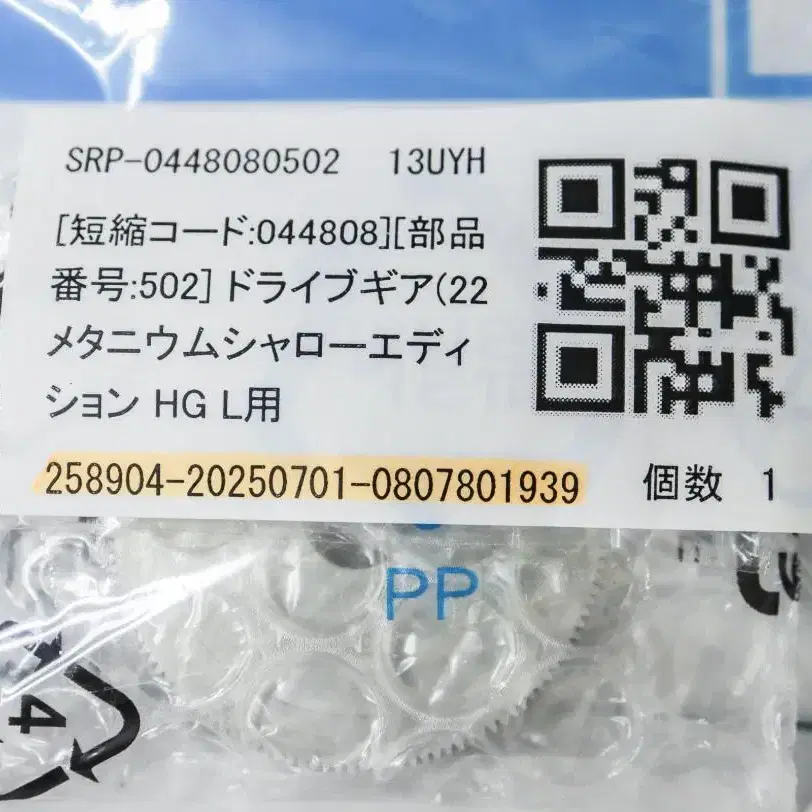 SRP-0448080502 13UYH
[短縮コード:044808][部品
番号:502]ドライブギア(22
メタニウムシャローエディ
ション HG L用
258904-20250701-0807801939 個数 1
PP
4